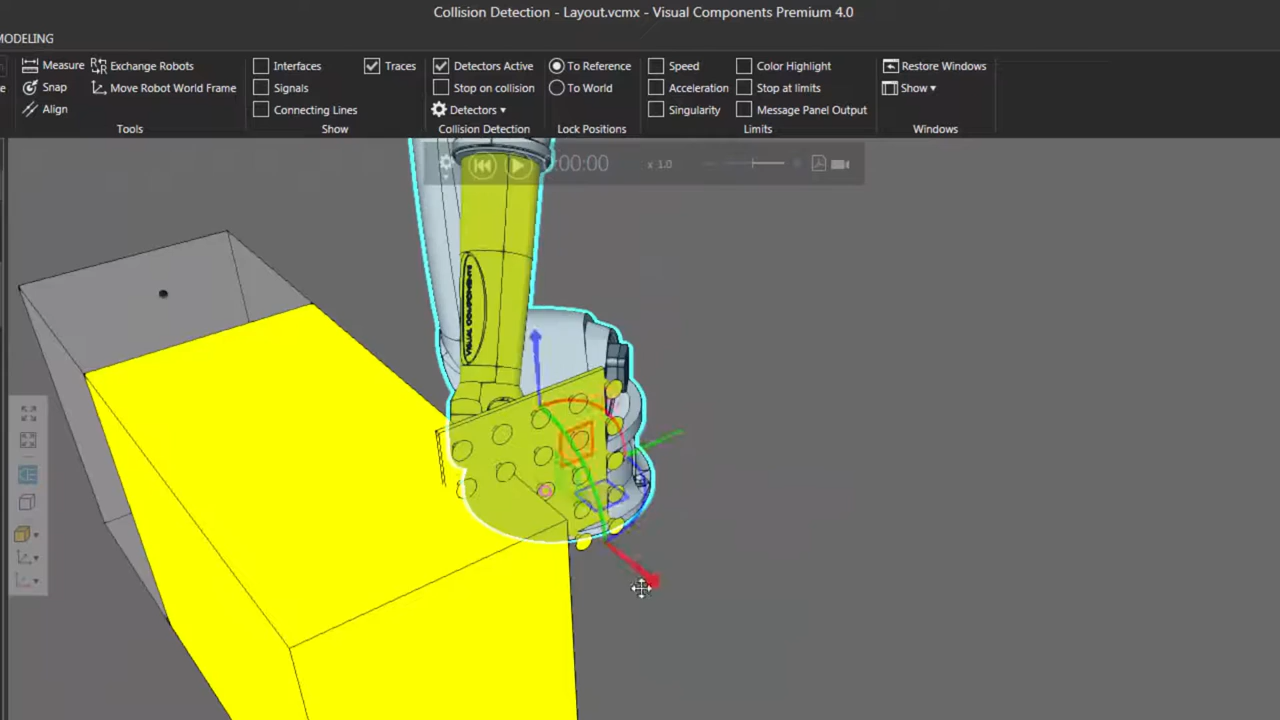 Collision Detection - Layout.vcmx - Visual Components Premium 4.0
MODELING
Measure Exchange Robots Interfaces Traces Detectors Active To Reference Speed Color Highlight Restore Windows
e Snap Move Robot World Frame Signals Stop on collision To World Acceleration Stop at limits Show
Align Connecting Lines Detectors Singularity Message Panel Output
Tools Show Collision Detection Lock Positions Limits Windows
:00:00 x 1.0
VISUAL COMPONENTS